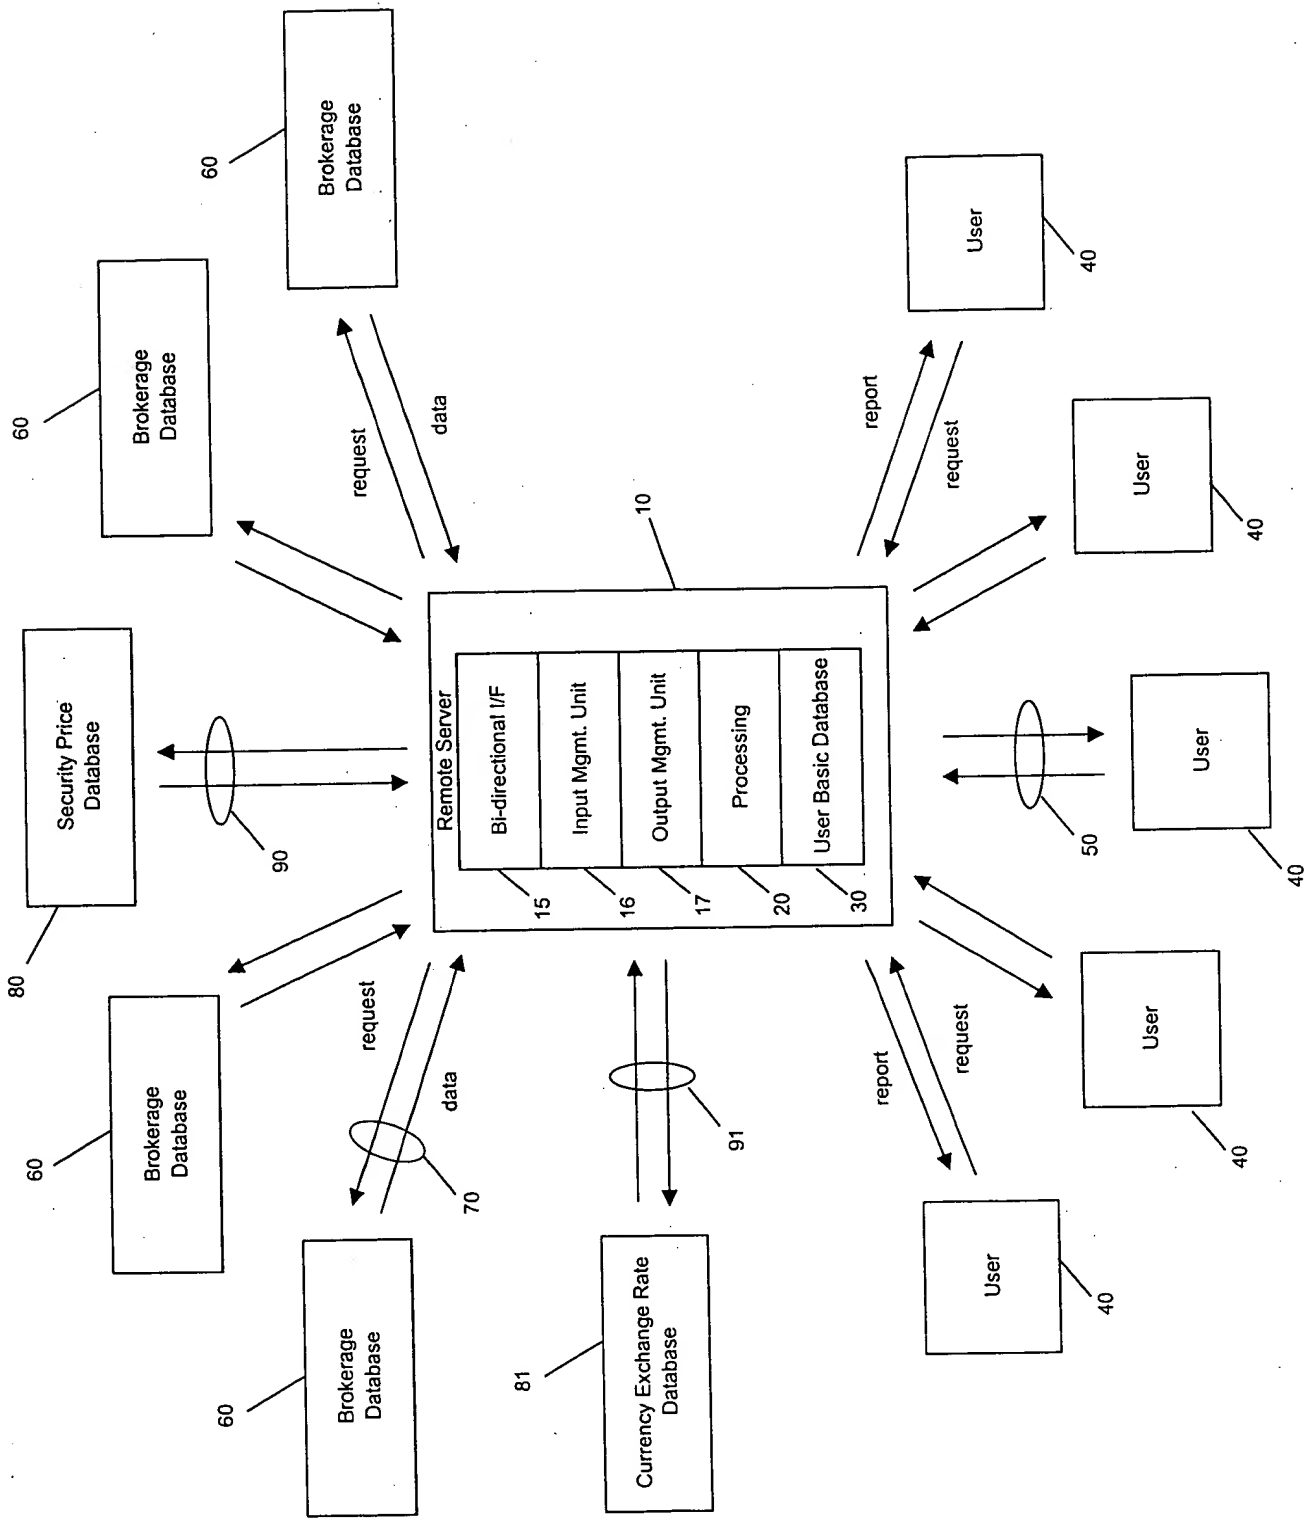 80
Security Price
Database
60
Brokerage
Database
60
Brokerage
Database
60
Brokerage
Database
60
Brokerage
Database
90
request
data
70
request
data
81
Currency Exchange Rate
Database
91
10
Remote Server
15
Bi-directional I/F
16
Input Mgmt. Unit
17
Output Mgmt. Unit
20
Processing
30
User Basic Database
report
request
report
request
50
User
40
User
40
User
40
User
40
User
40